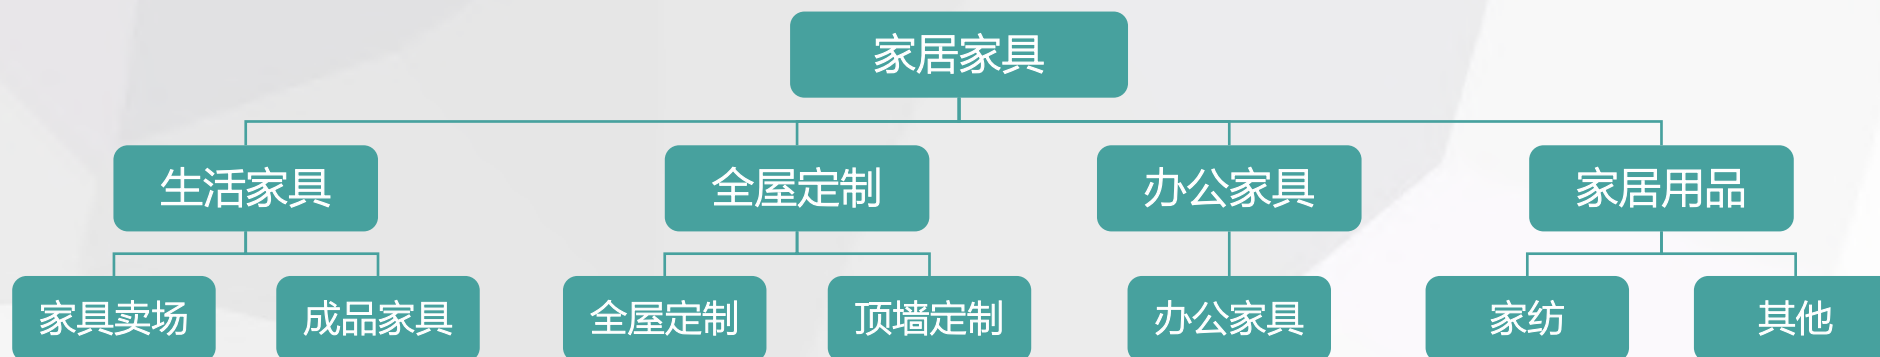 家居家具
生活家具
全屋定制
办公家具
家居用品
家具卖场
成品家具
全屋定制
顶墙定制
办公家具
家纺
其他